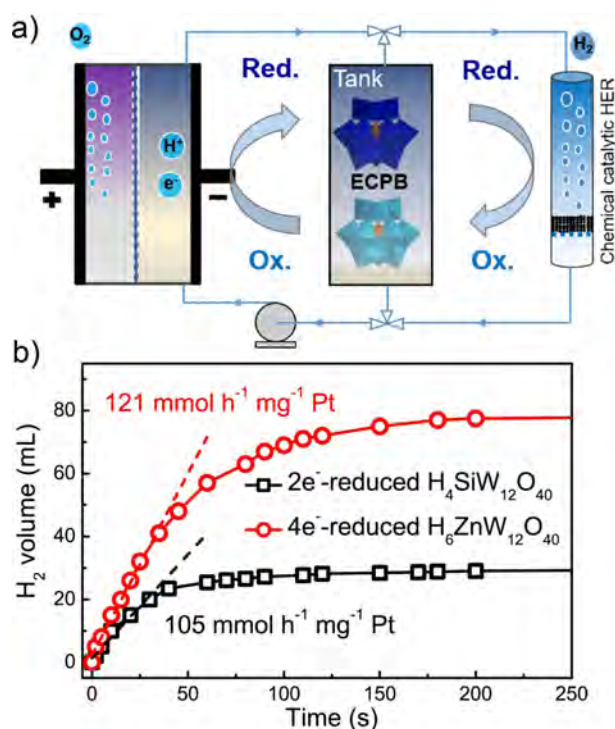 a)
O₂
H₂
Red.
Tank
Red.
H⁺
e⁻
ECPB
+
−
Ox.
Ox.
Chemical catalytic HER
b)
H₂ volume (mL)
80
60
40
20
0
121 mmol h⁻¹ mg⁻¹ Pt
2e⁻-reduced H₄SiW₁₂O₄₀
4e⁻-reduced H₆ZnW₁₂O₄₀
105 mmol h⁻¹ mg⁻¹ Pt
0 50 100 150 200 250
Time (s)